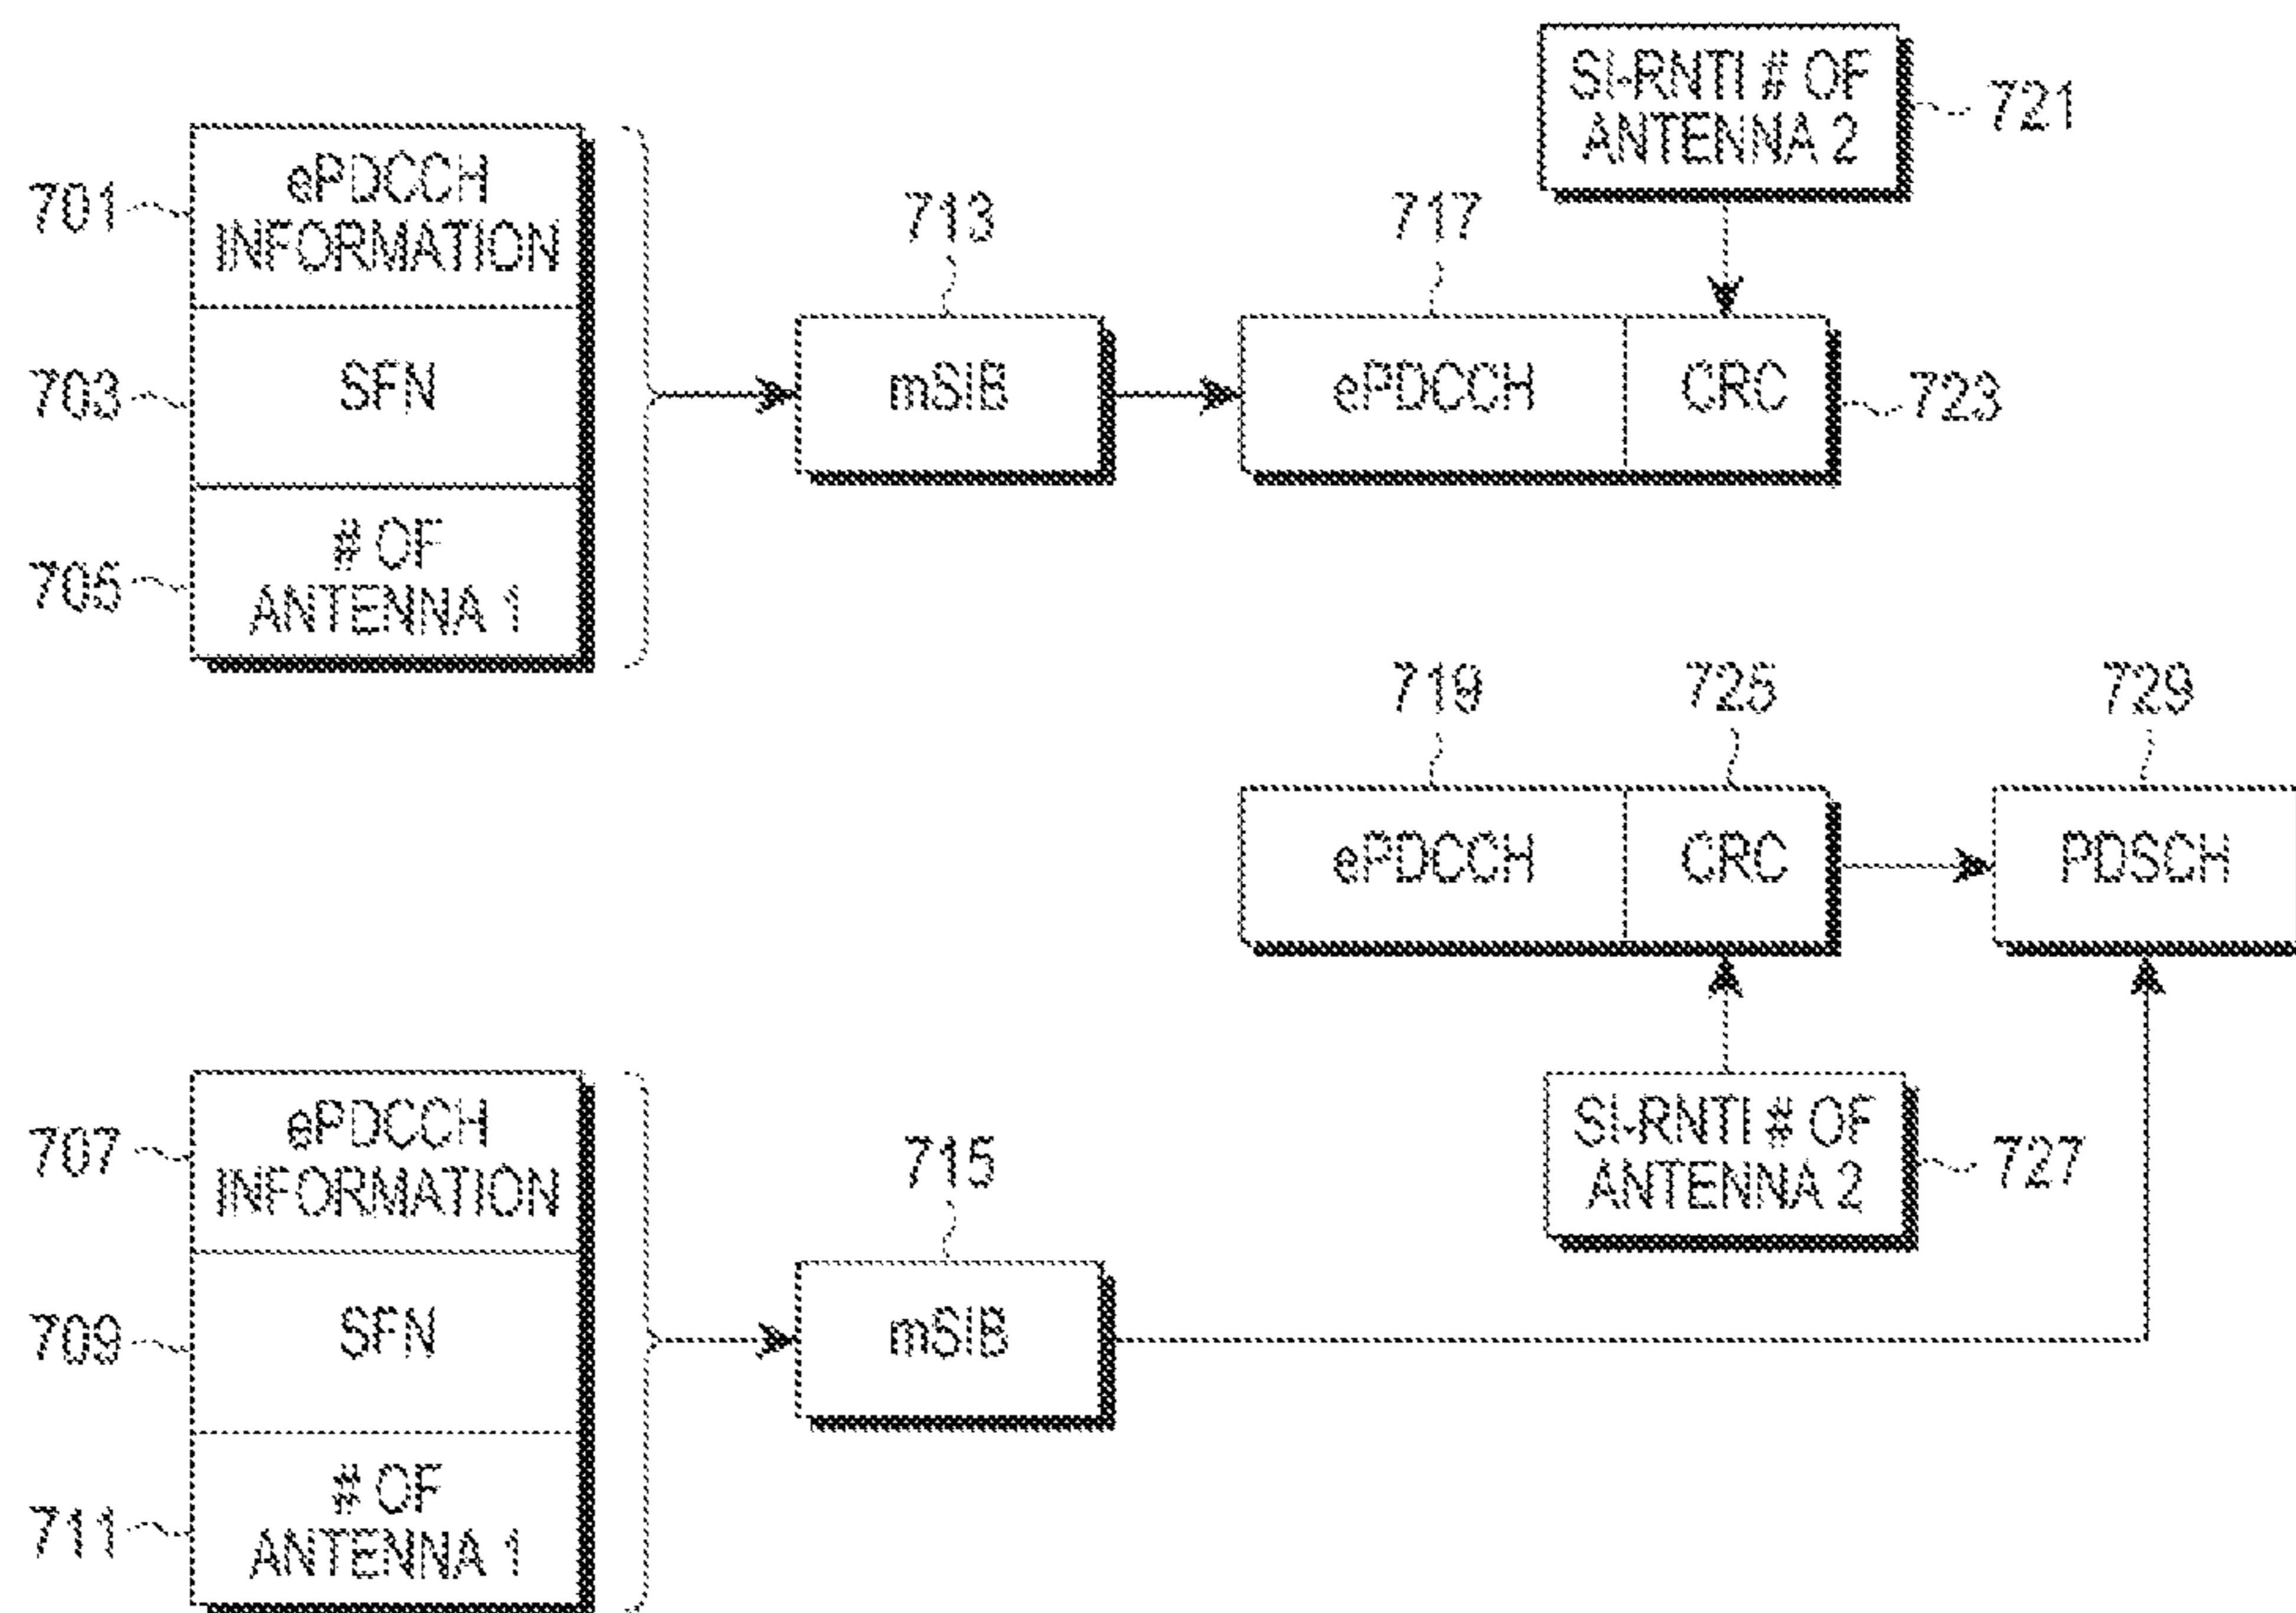 SI-RNTI # OF
ANTENNA 2
721
701
ePDCCH
INFORMATION
713
717
703
SFN
mSIB
ePDCCH
CRC
723
705
# OF
ANTENNA 1
719
725
729
ePDCCH
CRC
PDSCH
707
ePDCCH
INFORMATION
715
SI-RNTI # OF
ANTENNA 2
727
709
SFN
mSIB
711
# OF
ANTENNA 1